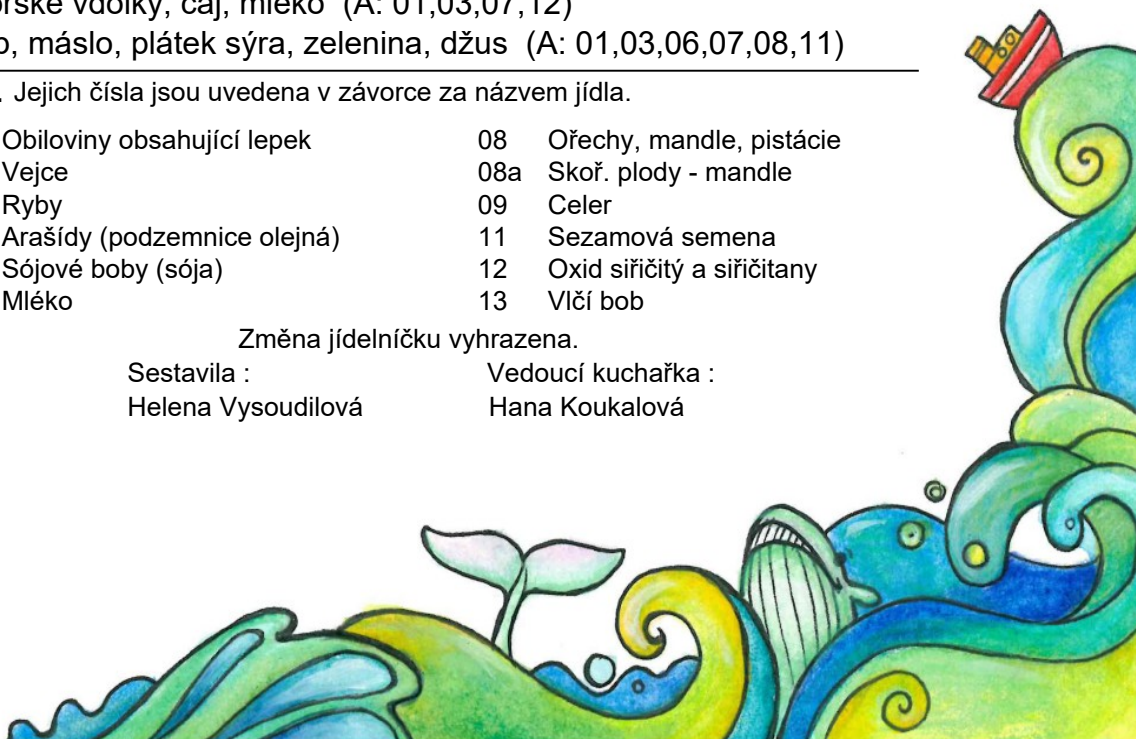 vdolky, čaj, mléko (A: 01,03,07,12)
máslo, plátek sýra, zelenina, džus (A: 01,03,06,07,08,11)
. Jejich čísla jsou uvedena v závorce za názvem jídla.
Obiloviny obsahující lepek 08 Ořechy, mandle, pistácie
Vejce 08a Skoř. plody - mandle
Ryby 09 Celer
Arašídy (podzemnice olejná) 11 Sezamová semena
Sójové boby (sója) 12 Oxid siřičitý a siřičitany
Mléko 13 Vlčí bob
Změna jídelníčku vyhrazena.
Sestavila : Vedoucí kuchařka :
Helena Vysoudilová Hana Koukalová